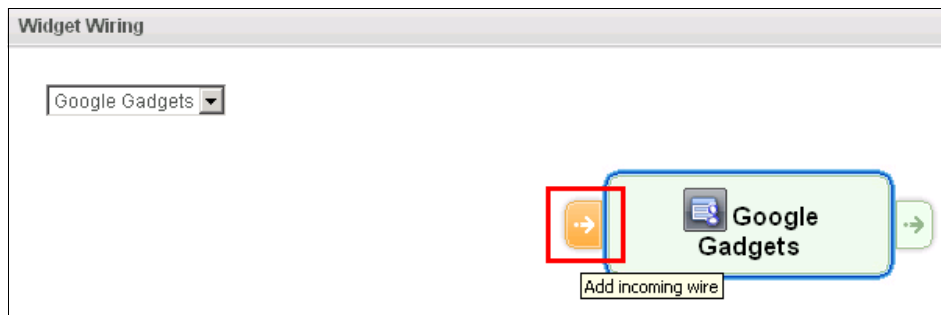 Widget Wiring
Google Gadgets
Google
Gadgets
Add incoming wire